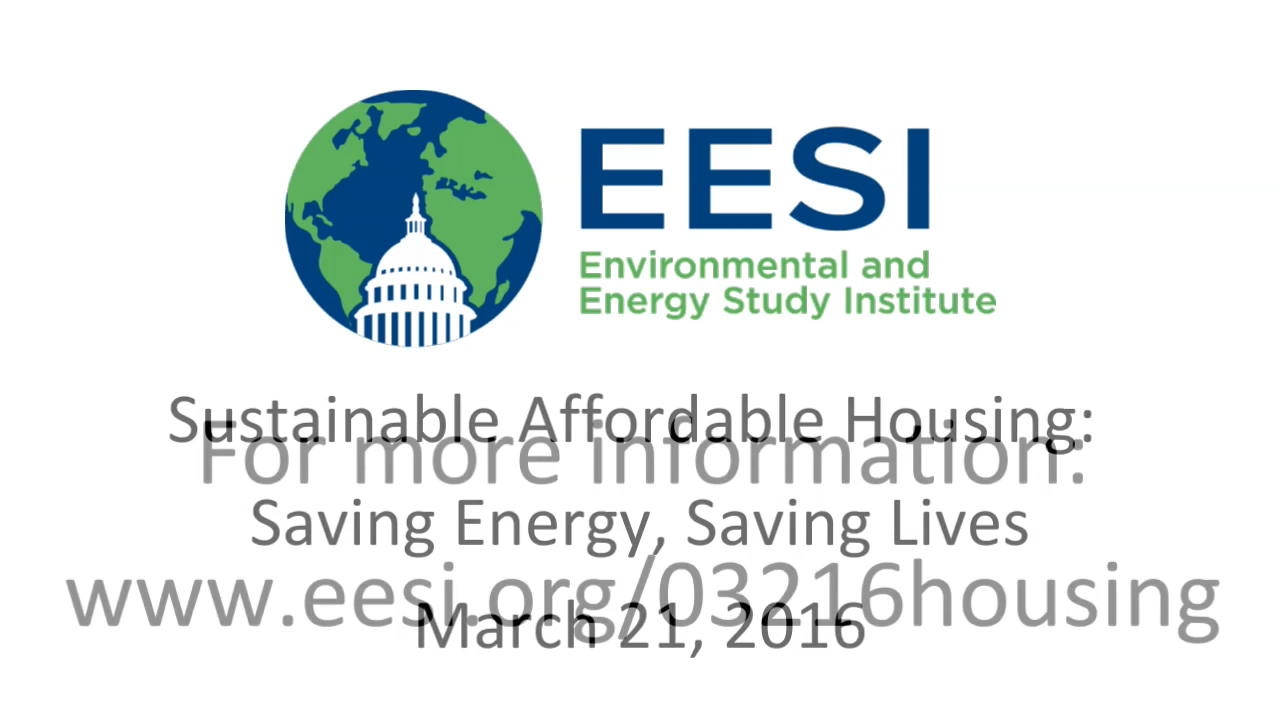 EESI
Environmental and
Energy Study Institute
Sustainable Affordable Housing:
For more information:
Saving Energy, Saving Lives
www.eesi.org/03216housing
March 21, 2016